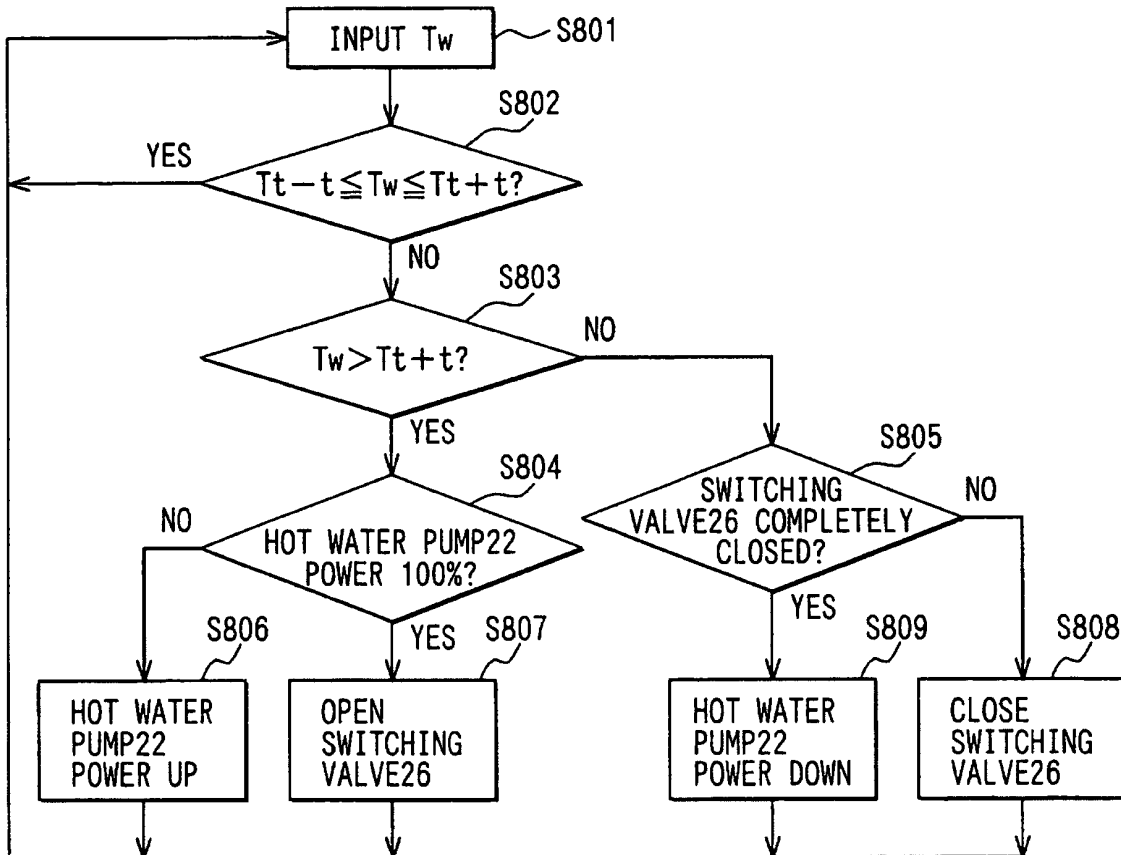 INPUT Tw
S801
S802
YES
Tt−t≦Tw≦Tt+t?
NO
S803
NO
Tw>Tt+t?
YES
S804
S805
NO
HOT WATER PUMP22
POWER 100%?
SWITCHING
VALVE26 COMPLETELY
CLOSED?
NO
YES
YES
S806
S807
S809
S808
HOT WATER
PUMP22
POWER UP
OPEN
SWITCHING
VALVE26
HOT WATER
PUMP22
POWER DOWN
CLOSE
SWITCHING
VALVE26